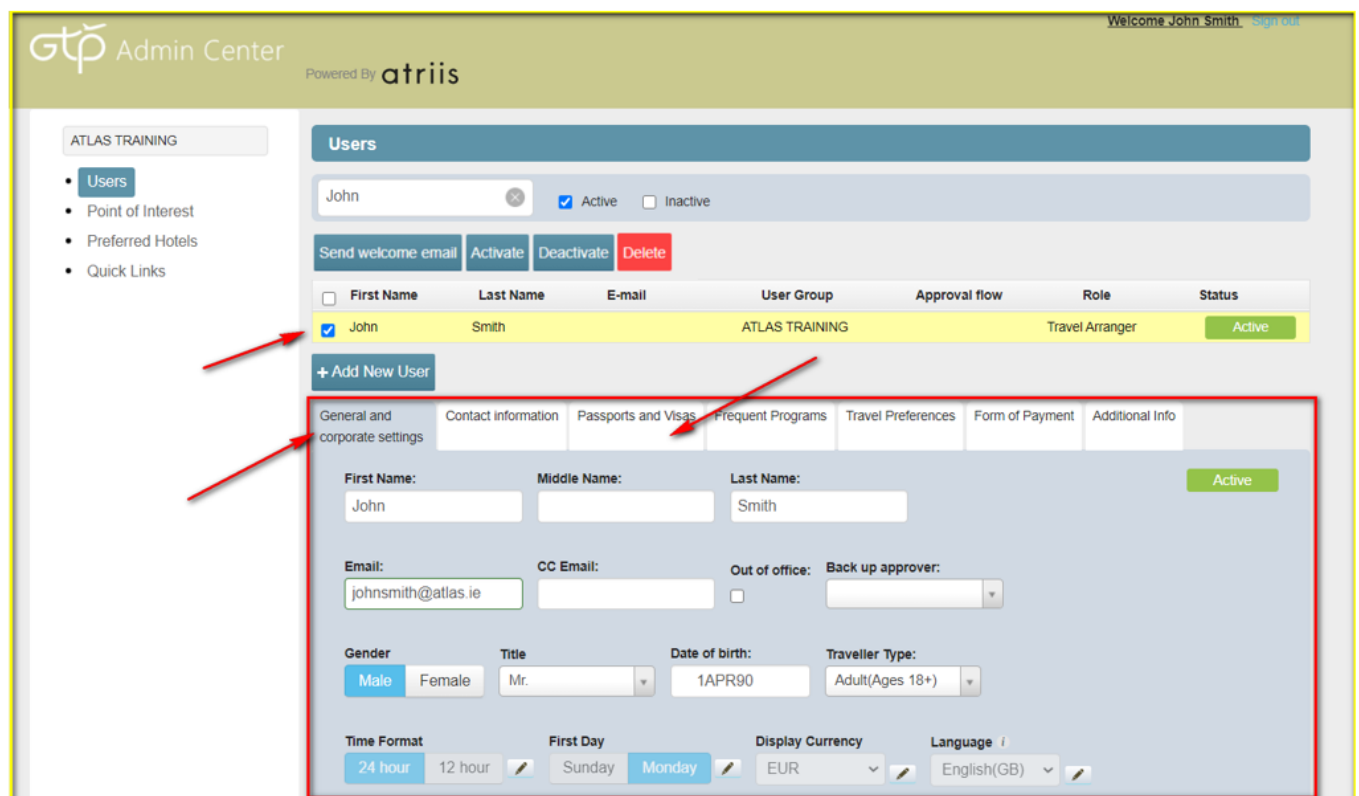 Welcome John Smith Sign out
GTP Admin Center
Powered By atriis
ATLAS TRAINING
Users
Point of Interest
Preferred Hotels
Quick Links
Users
John
Active
Inactive
Send welcome email Activate Deactivate Delete
First Name Last Name E-mail User Group Approval flow Role Status
John Smith ATLAS TRAINING Travel Arranger Active
+ Add New User
General and corporate settings
Contact information
Passports and Visas
Frequent Programs
Travel Preferences
Form of Payment
Additional Info
First Name: Middle Name: Last Name:
John Smith Active
Email: CC Email: Out of office: Back up approver:
johnsmith@atlas.ie
Gender Title Date of birth: Traveller Type:
Male Female Mr. 1APR90 Adult(Ages 18+)
Time Format First Day Display Currency Language i
24 hour 12 hour Sunday Monday EUR English(GB)